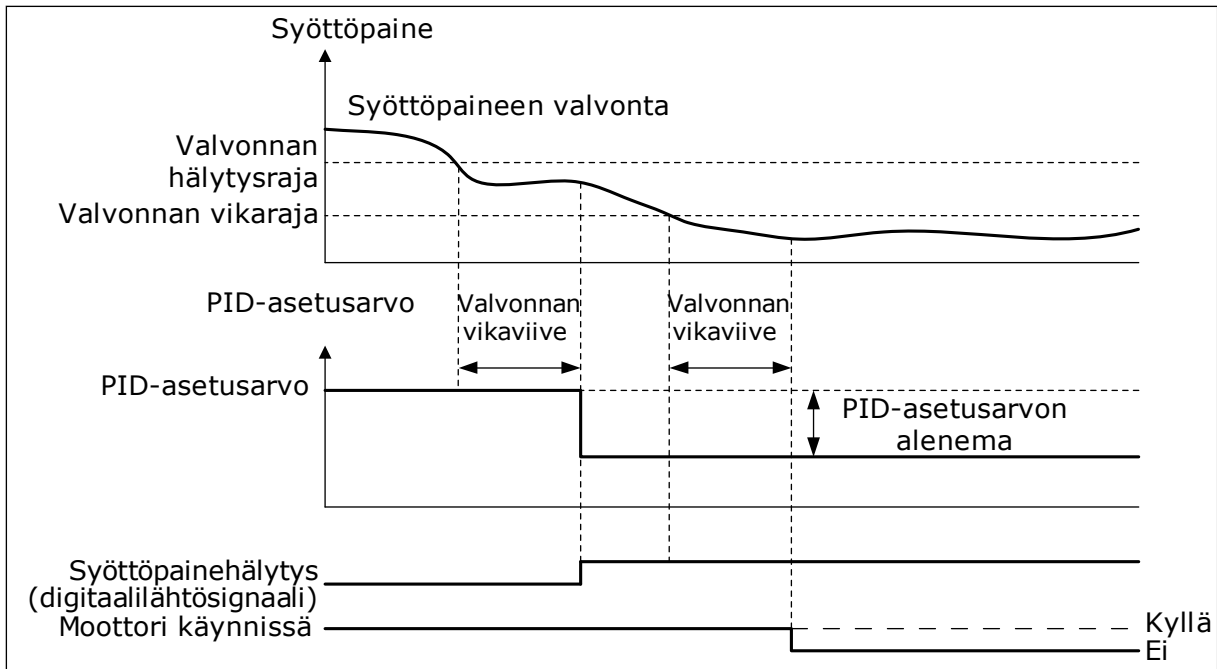 Syöttöpaine
Syöttöpaineen valvonta
Valvonnan
hälytysraja
Valvonnan vikaraja
PID-asetusarvo
Valvonnan
vikaviive
Valvonnan
vikaviive
PID-asetusarvo
PID-asetusarvon
alenema
Syöttöpainehälytys
(digitaalilähtösignaali)
Moottori käynnissä
Kyllä
Ei